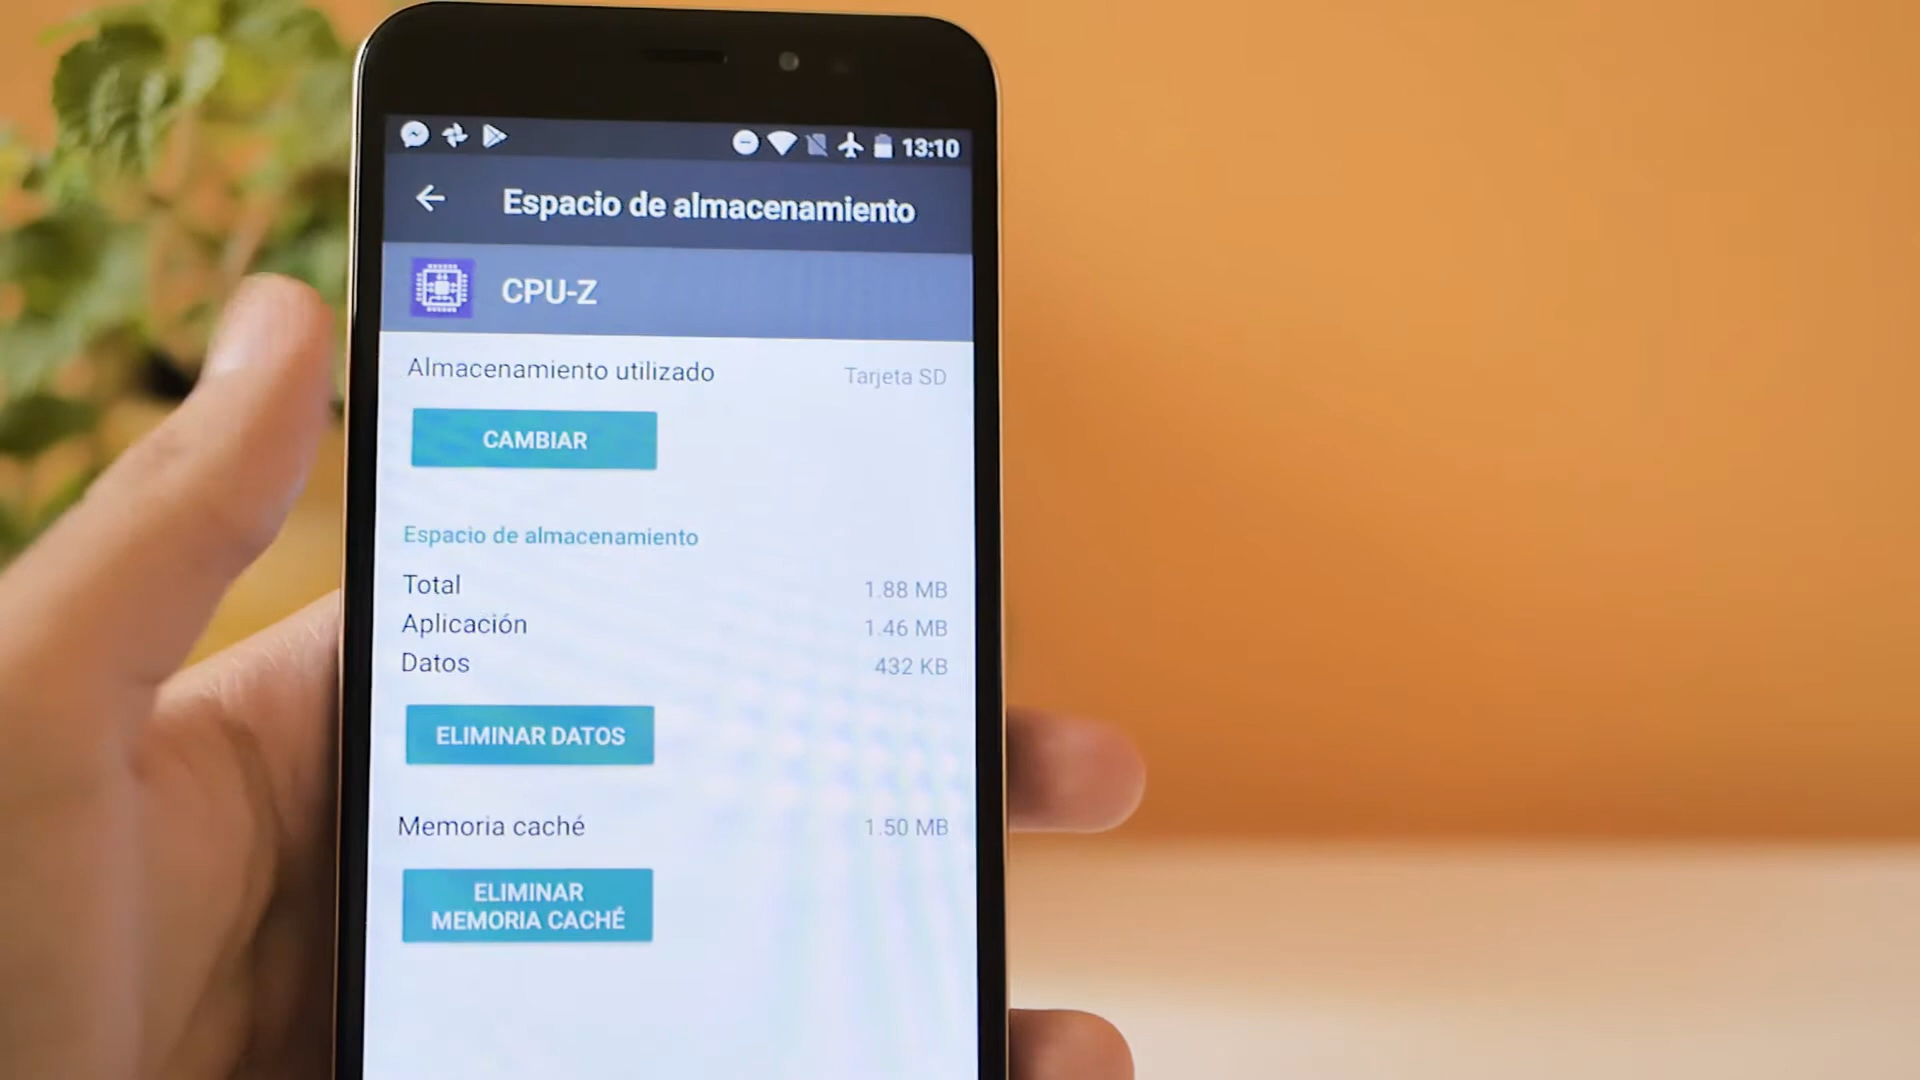 13:10
Espacio de almacenamiento
CPU-Z
Almacenamiento utilizado Tarjeta SD
CAMBIAR
Espacio de almacenamiento
Total 1.88 MB
Aplicación 1.46 MB
Datos 432 KB
ELIMINAR DATOS
Memoria caché 1.50 MB
ELIMINAR
MEMORIA CACHÉ